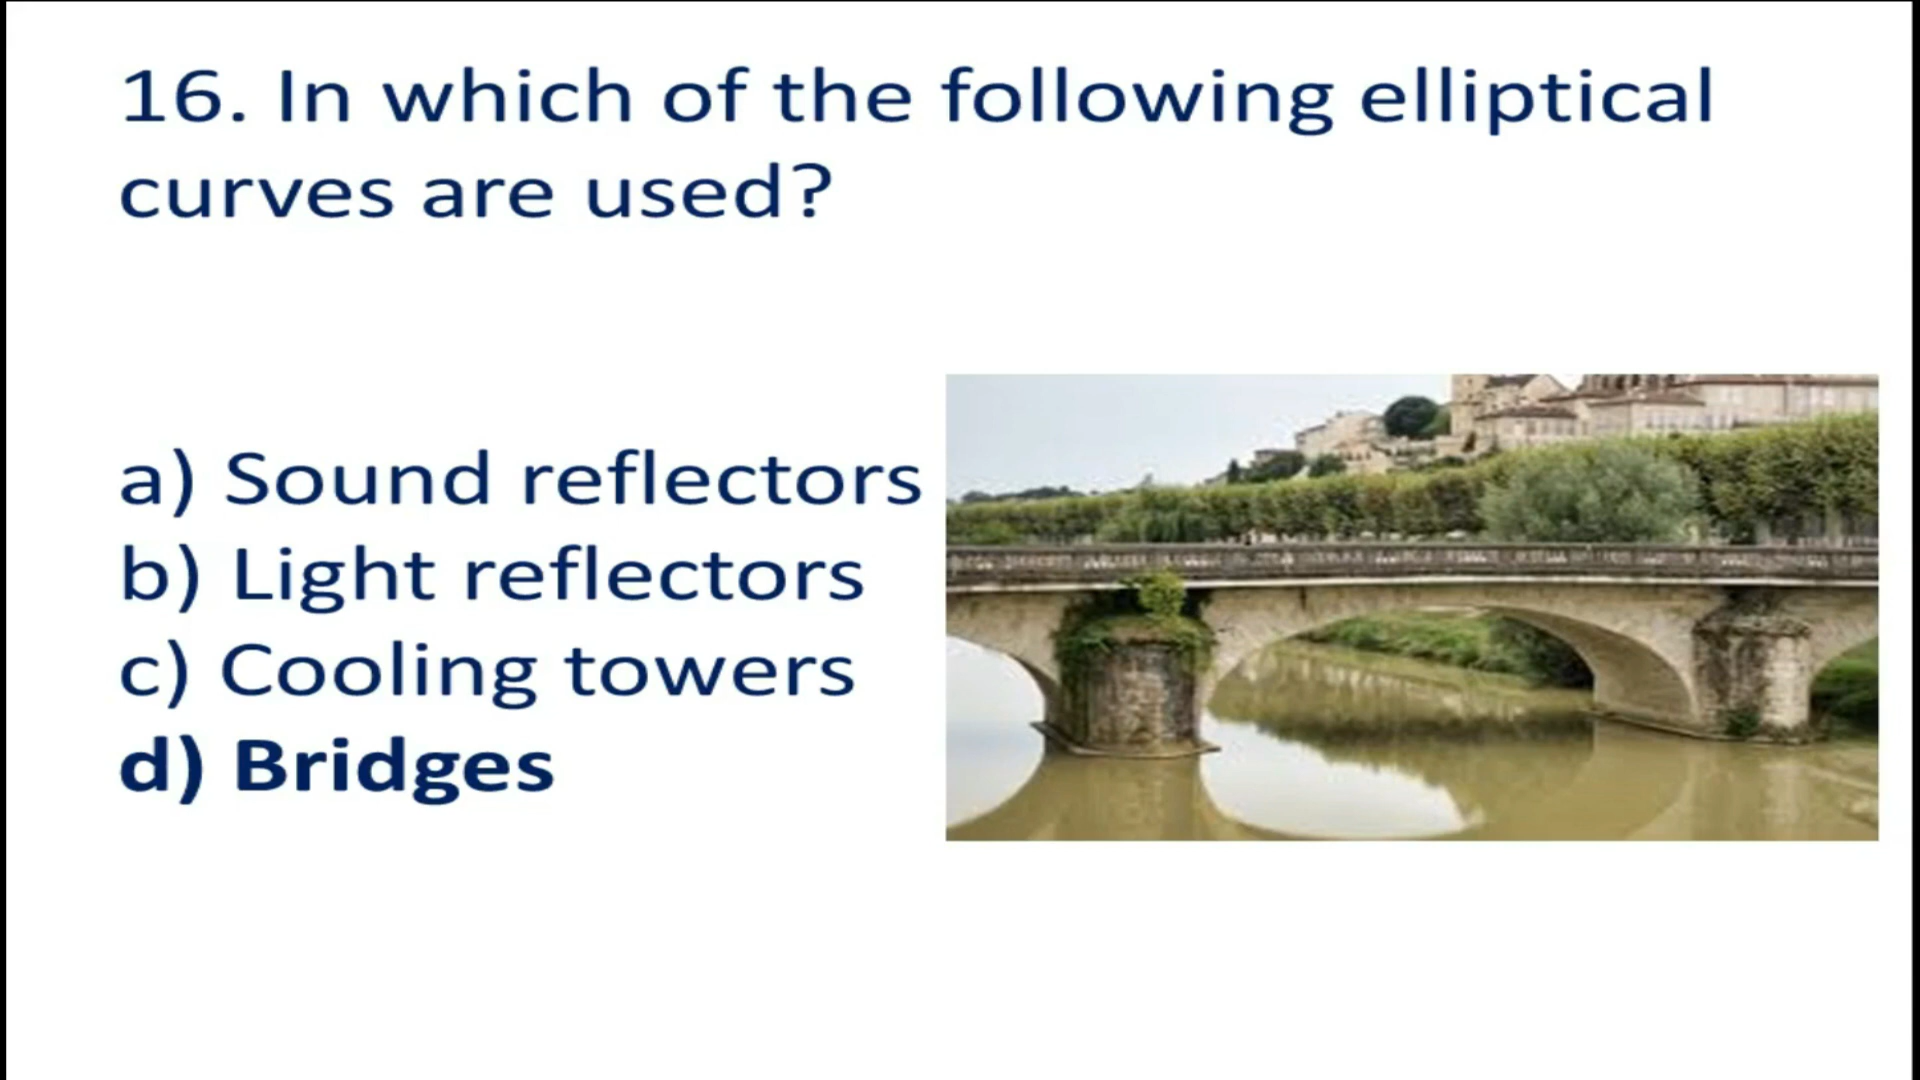 16. In which of the following elliptical
curves are used?
a) Sound reflectors
b) Light reflectors
c) Cooling towers
d) Bridges